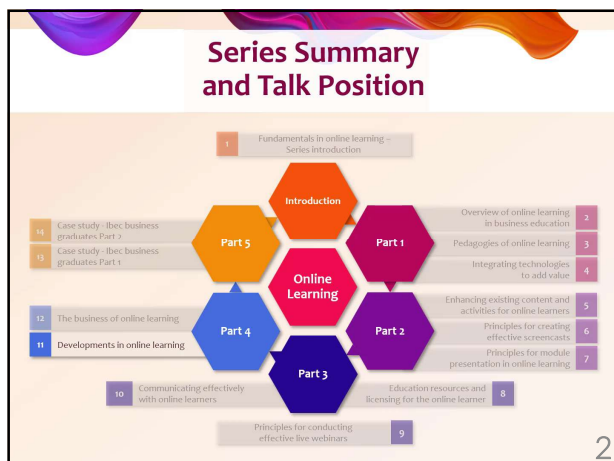 Series Summary
and Talk Position
1
Fundamentals in online learning –
Series introduction
Introduction
Part 1
2
Overview of online learning
in business education
3
Pedagogies of online learning
4
Integrating technologies
to add value
Part 2
5
Enhancing existing content and
activities for online learners
6
Principles for creating
effective screencasts
7
Principles for module
presentation in online learning
Part 3
8
Education resources and
licensing for the online learner
9
Principles for conducting
effective live webinars
10
Communicating effectively
with online learners
Part 4
11
Developments in online learning
12
The business of online learning
Part 5
13
Case study - Ibec business
graduates Part 1
14
Case study - Ibec business
graduates Part 2
Online
Learning
2